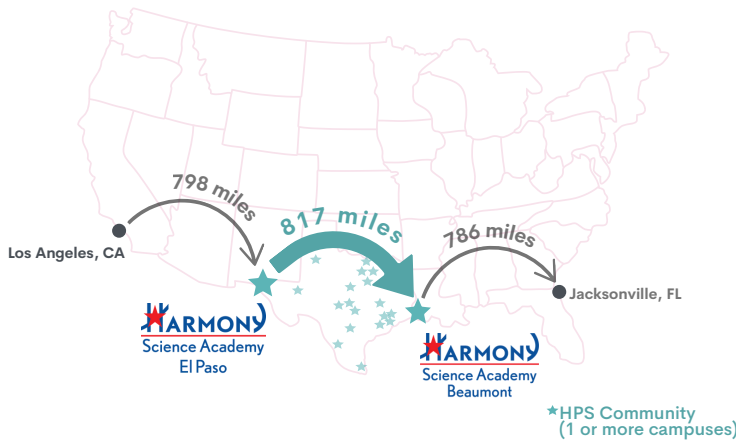 798 miles
817 miles
786 miles
Los Angeles, CA
Jacksonville, FL
HARMONY
Science Academy
El Paso
HARMONY
Science Academy
Beaumont
HPS Community
(1 or more campuses)